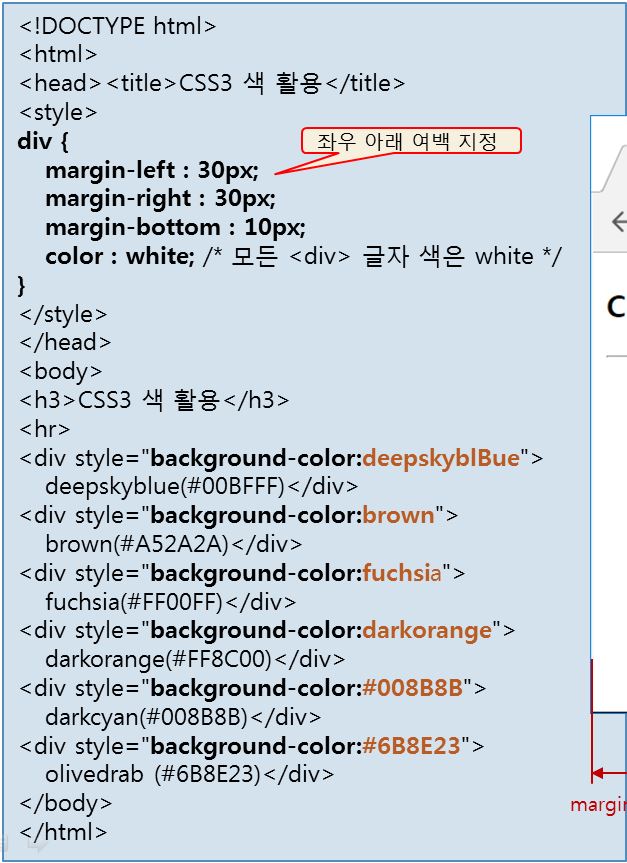 <!DOCTYPE html>
<html>
<head><title>CSS3 색 활용</title>
<style>
div {
좌우 아래 여백 지정
margin-left : 30px;
margin-right : 30px;
margin-bottom : 10px;
color : white; /* 모든 <div> 글자 색은 white */
}
</style>
</head>
<body>
<h3>CSS3 색 활용</h3>
<hr>
<div style="background-color:deepskyblBue">
deepskyblue(#00BFFF)</div>
<div style="background-color:brown">
brown(#A52A2A)</div>
<div style="background-color:fuchsia">
fuchsia(#FF00FF)</div>
<div style="background-color:darkorange">
darkorange(#FF8C00)</div>
<div style="background-color:#008B8B">
darkcyan(#008B8B)</div>
<div style="background-color:#6B8E23">
olivedrab (#6B8E23)</div>
</body>
</html>
C
margin